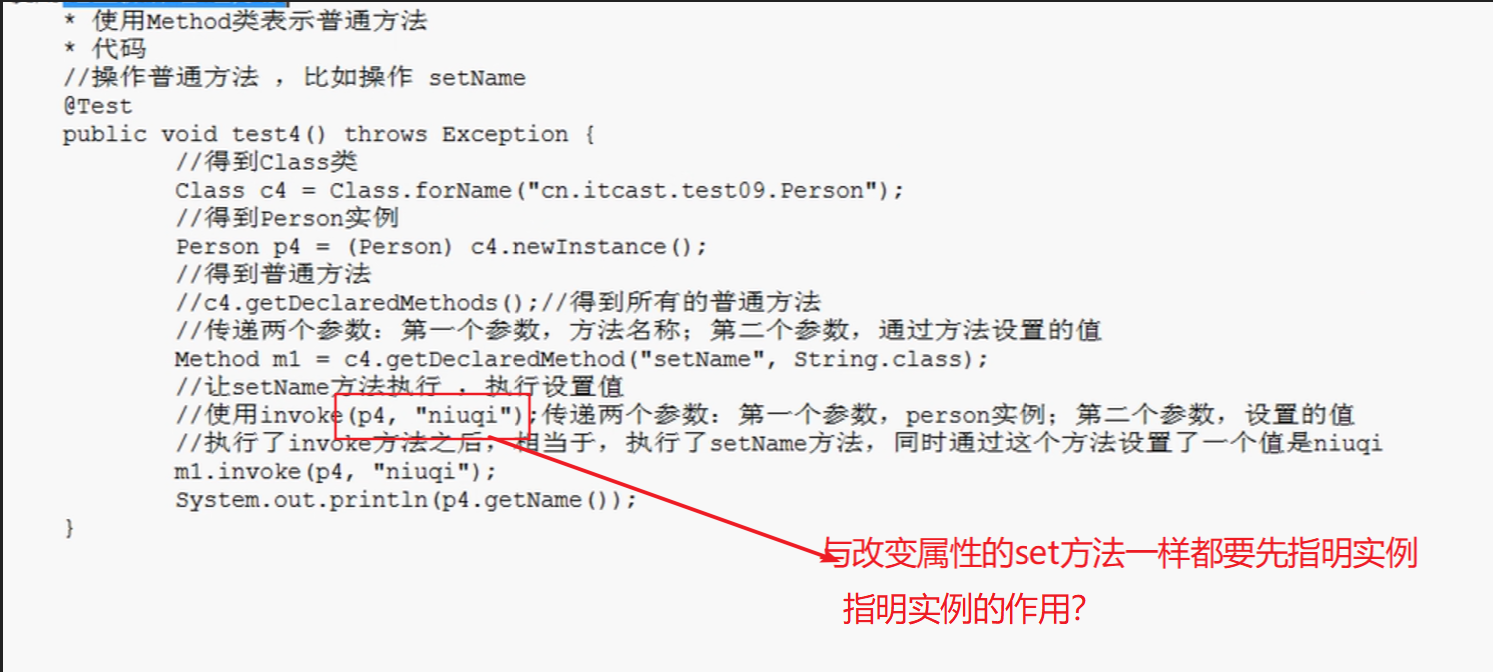 * 使用Method类表示普通方法
* 代码
//操作普通方法 ，比如操作 setName
@Test
public void test4() throws Exception {
//得到Class类
Class c4 = Class.forName("cn.itcast.test09.Person");
//得到Person实例
Person p4 = (Person) c4.newInstance();
//得到普通方法
//c4.getDeclaredMethods();//得到所有的普通方法
//传递两个参数：第一个参数，方法名称；第二个参数，通过方法设置的值
Method m1 = c4.getDeclaredMethod("setName", String.class);
//让setName方法执行 ，执行设置值
//使用invoke(p4, "niuqi");传递两个参数：第一个参数，person实例；第二个参数，设置的值
//执行了invoke方法之后，相当于，执行了setName方法，同时通过这个方法设置了一个值是niuqi
m1.invoke(p4, "niuqi");
System.out.println(p4.getName());
}
与改变属性的set方法一样都要先指明实例
指明实例的作用？